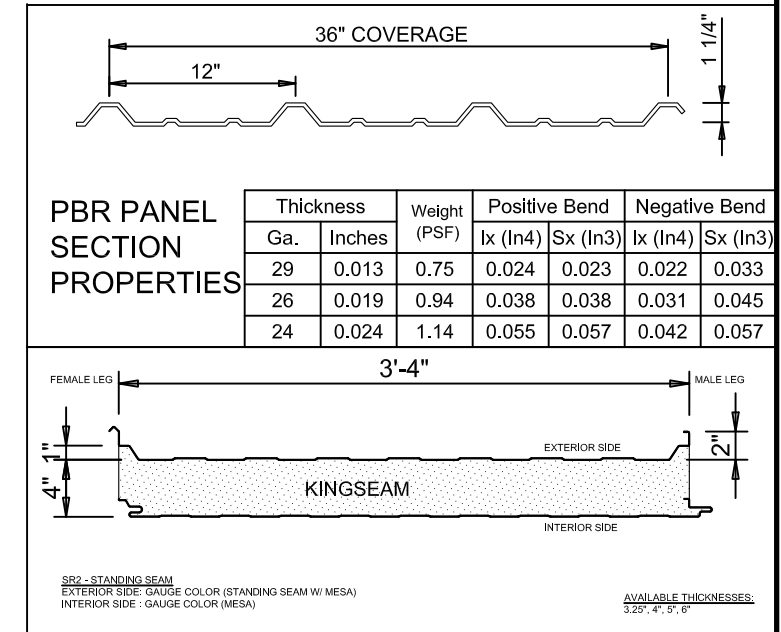 36" COVERAGE
12"
1 1/4"
PBR PANEL
SECTION
PROPERTIES
Thickness Weight (PSF) Positive Bend Negative Bend
Ga. Inches Ix (In4) Sx (In3) Ix (In4) Sx (In3)
29 0.013 0.75 0.024 0.023 0.022 0.033
26 0.019 0.94 0.038 0.038 0.031 0.045
24 0.024 1.14 0.055 0.057 0.042 0.057
3'-4"
FEMALE LEG
MALE LEG
1"
4"
EXTERIOR SIDE
2"
KINGSEAM
INTERIOR SIDE
SR2 - STANDING SEAM
EXTERIOR SIDE: GAUGE COLOR (STANDING SEAM W/ MESA)
INTERIOR SIDE : GAUGE COLOR (MESA)
AVAILABLE THICKNESSES:
3.25", 4", 5", 6"